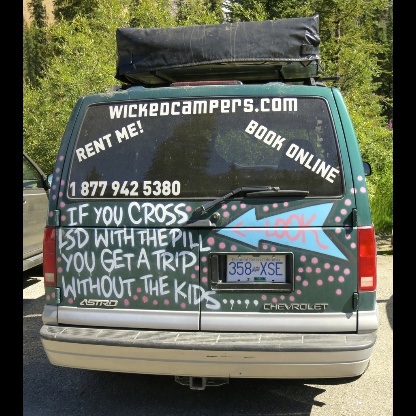 WICKEDCAMPERS.COM
RENT ME!
BOOK ONLINE
1 877 942 5380
IF YOU CROSS
LSD WITH THE PILL
YOU GET A TRIP
WITHOUT THE KIDS....
LOOK
358 XSE
ASTRO
CHEVROLET